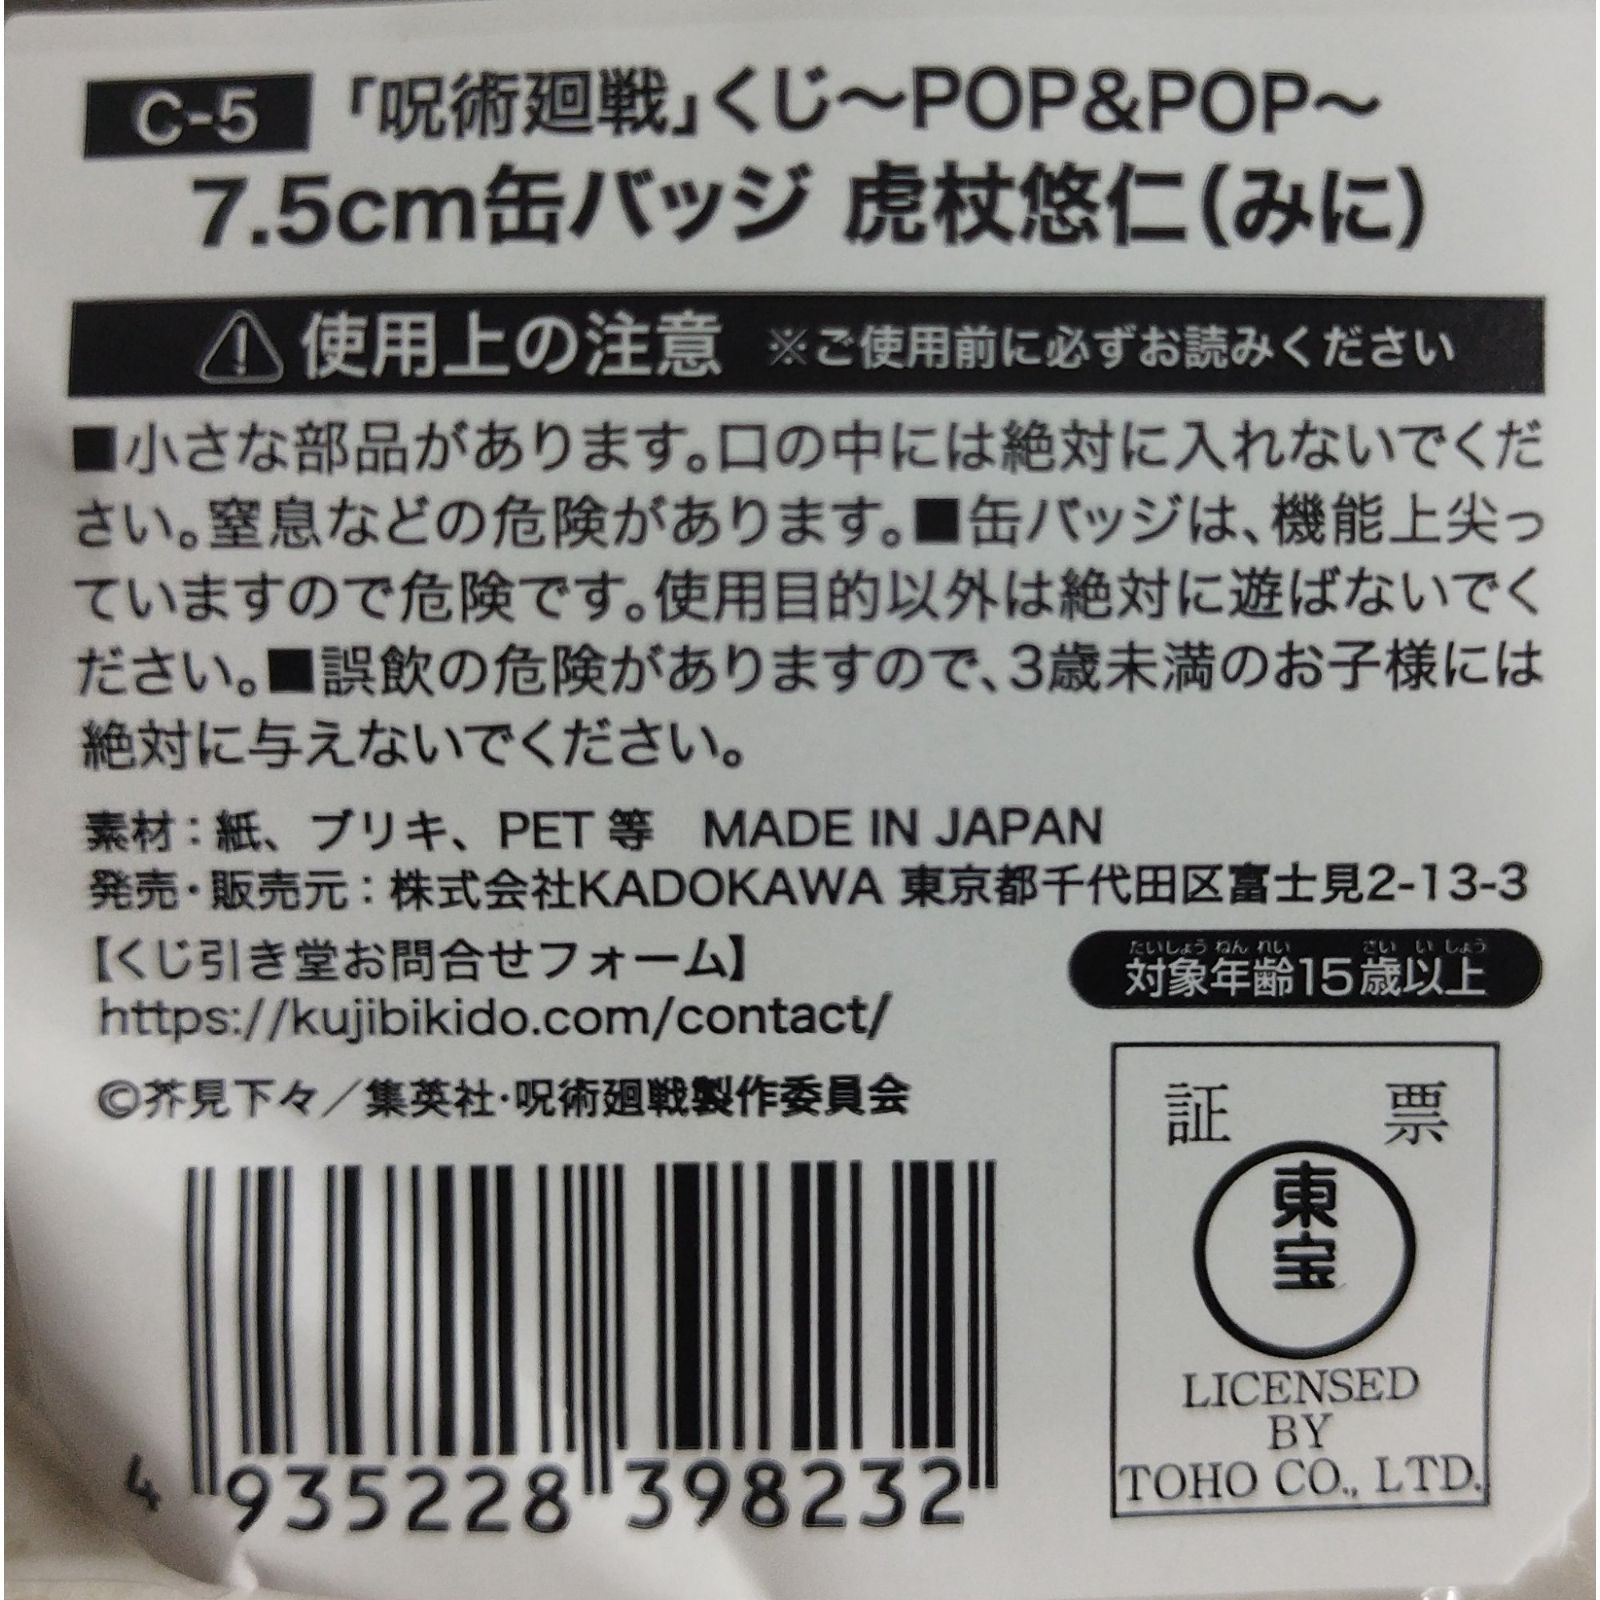 C-5 「呪術廻戦」くじ〜POP&POP〜
7.5cm缶バッジ 虎杖悠仁(みに)
使用上の注意 ※ご使用前に必ずお読みください
■小さな部品があります。口の中には絶対に入れないでくだ
さい。窒息などの危険があります。■缶バッジは、機能上尖っ
ていますので危険です。使用目的以外は絶対に遊ばないでく
ださい。■誤飲の危険がありますので、3歳未満のお子様には
絶対に与えないでください。
素材：紙、ブリキ、PET 等 MADE IN JAPAN
発売・販売元：株式会社KADOKAWA 東京都千代田区富士見2-13-3
【くじ引き堂お問合せフォーム】
https://kujibikido.com/contact/
たいしょう ねん れい さい い じょう
対象年齢15歳以上
©芥見下々／集英社・呪術廻戦製作委員会
4 935228 398232
証 票
東
宝
LICENSED
BY
TOHO CO., LTD.